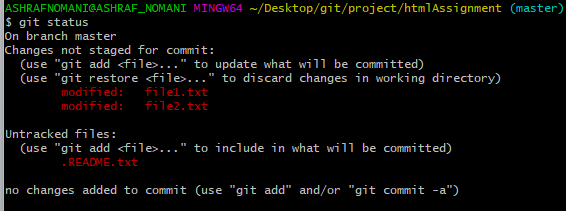 ASHRAFNOMANI@ASHRAF_NOMANI MINGW64 ~/Desktop/git/project/htmlAssignment (master)
$ git status
On branch master
Changes not staged for commit:
  (use "git add <file>..." to update what will be committed)
  (use "git restore <file>..." to discard changes in working directory)
        modified:   file1.txt
        modified:   file2.txt

Untracked files:
  (use "git add <file>..." to include in what will be committed)
        .README.txt

no changes added to commit (use "git add" and/or "git commit -a")